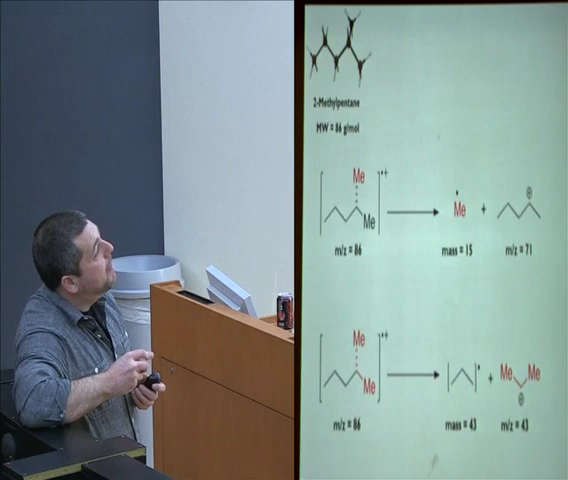 2-Methylpentane
MW = 86 g/mol
Me
Me
m/z = 86
Me
mass = 15
+
m/z = 71
Me
Me
m/z = 86
mass = 43
+
Me Me
m/z = 43